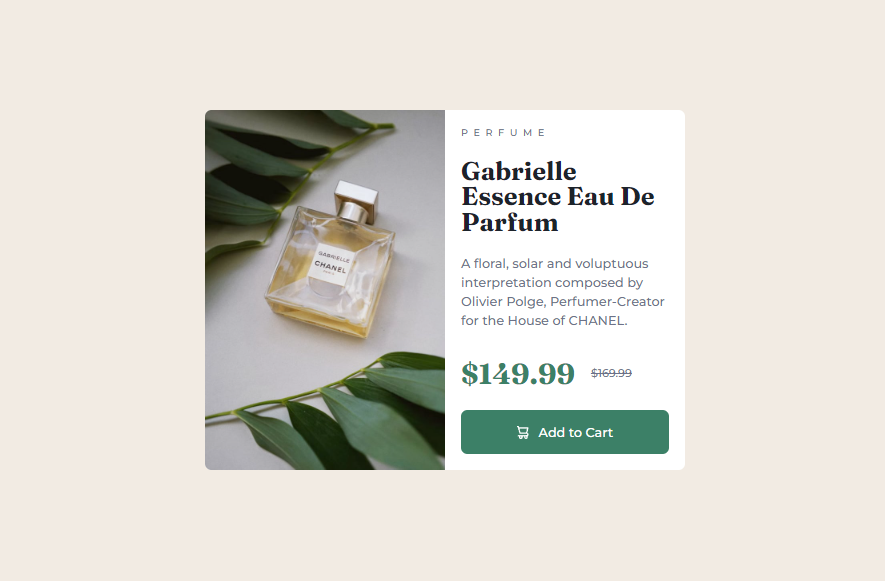 GABRIELLE
CHANEL
PARIS
PERFUME
Gabrielle
Essence Eau De
Parfum
A floral, solar and voluptuous
interpretation composed by
Olivier Polge, Perfumer-Creator
for the House of CHANEL.
$149.99 $169.99
Add to Cart